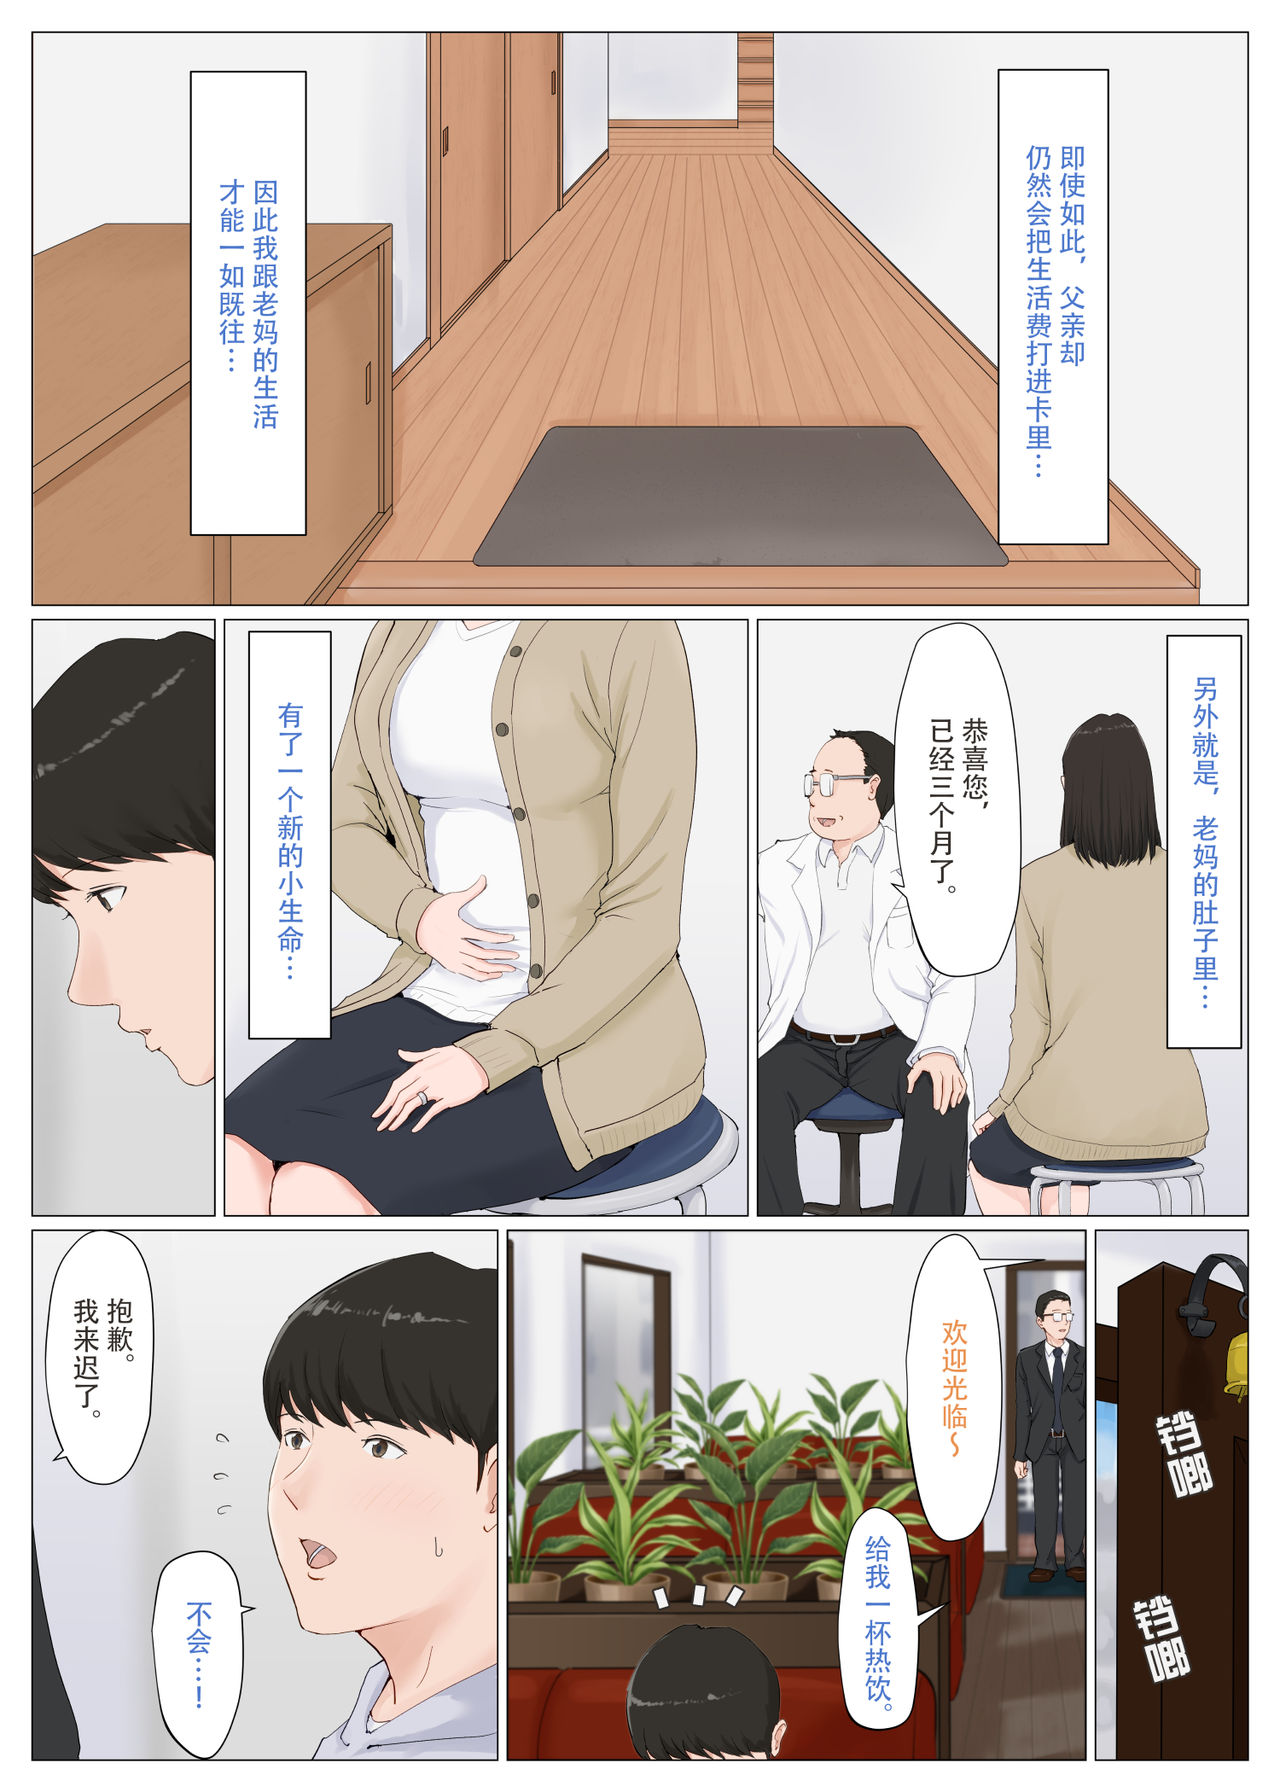 即使如此，父亲却
仍然会把生活费打进卡里…
因此我跟老妈的生活
才能一如既往…
另外就是，老妈的肚子里…
恭喜您，
已经三个月了。
有了一个新的小生命…
铛啷
铛啷
欢迎光临～
给我一杯热饮。
抱歉。
我来迟了。
不会…！